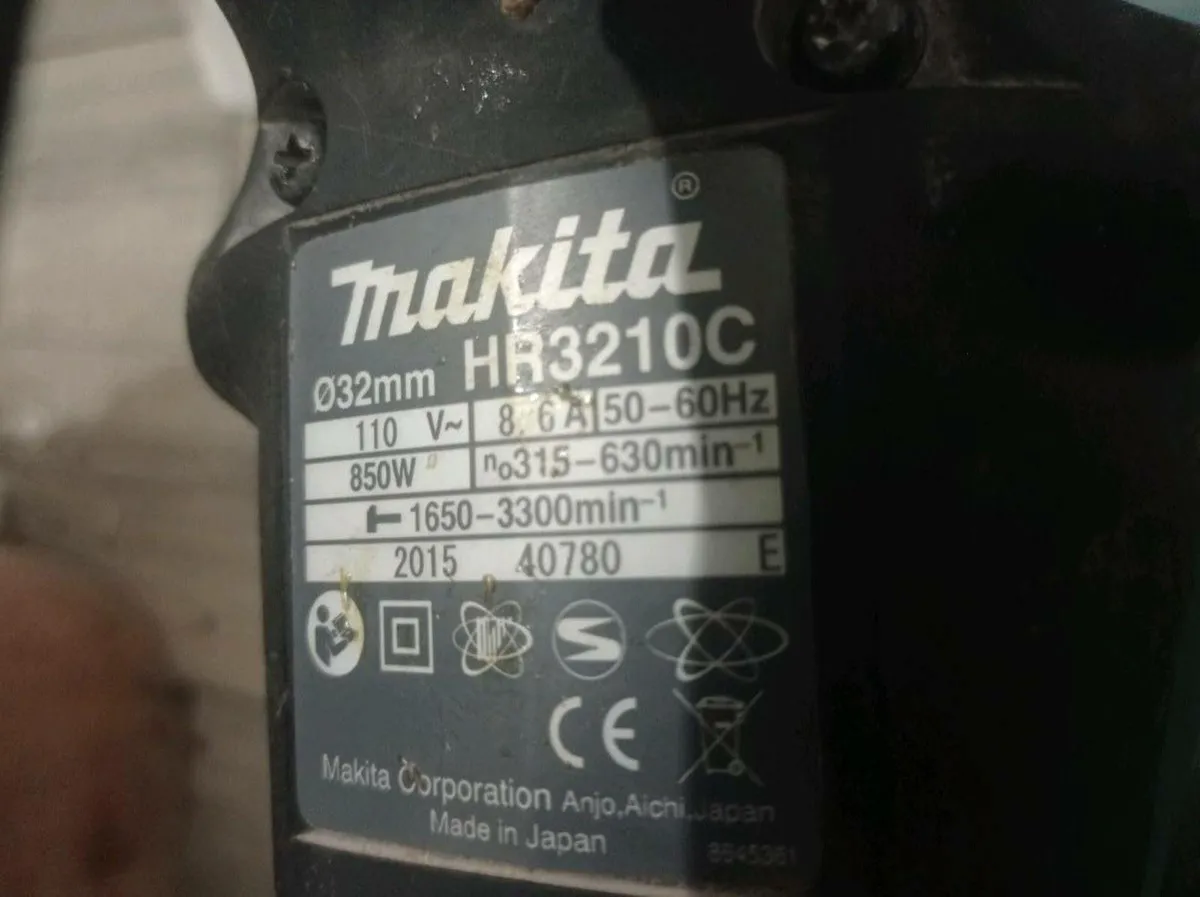 makita®
HR3210C
Ø32mm
110 V~ 8.6A 50-60Hz
850W n₀315-630min⁻¹
1650-3300min⁻¹
2015 40780 E
CE
Makita Corporation Anjo,Aichi,Japan
Made in Japan